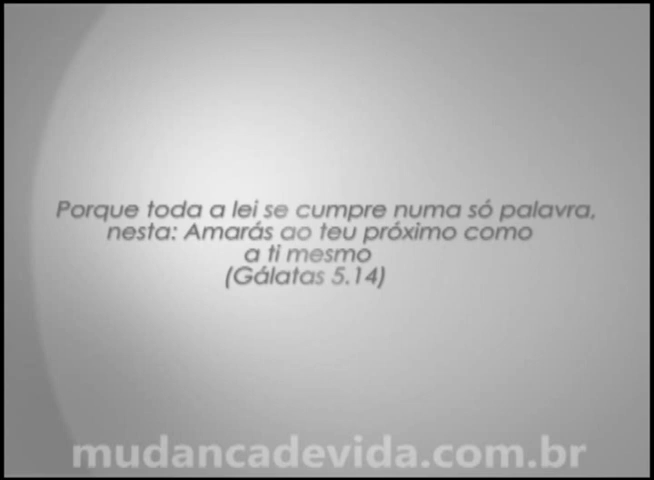 Porque toda a lei se cumpre numa só palavra,
nesta: Amarás ao teu próximo como
a ti mesmo
(Gálatas 5.14)
mudancadevida.com.br